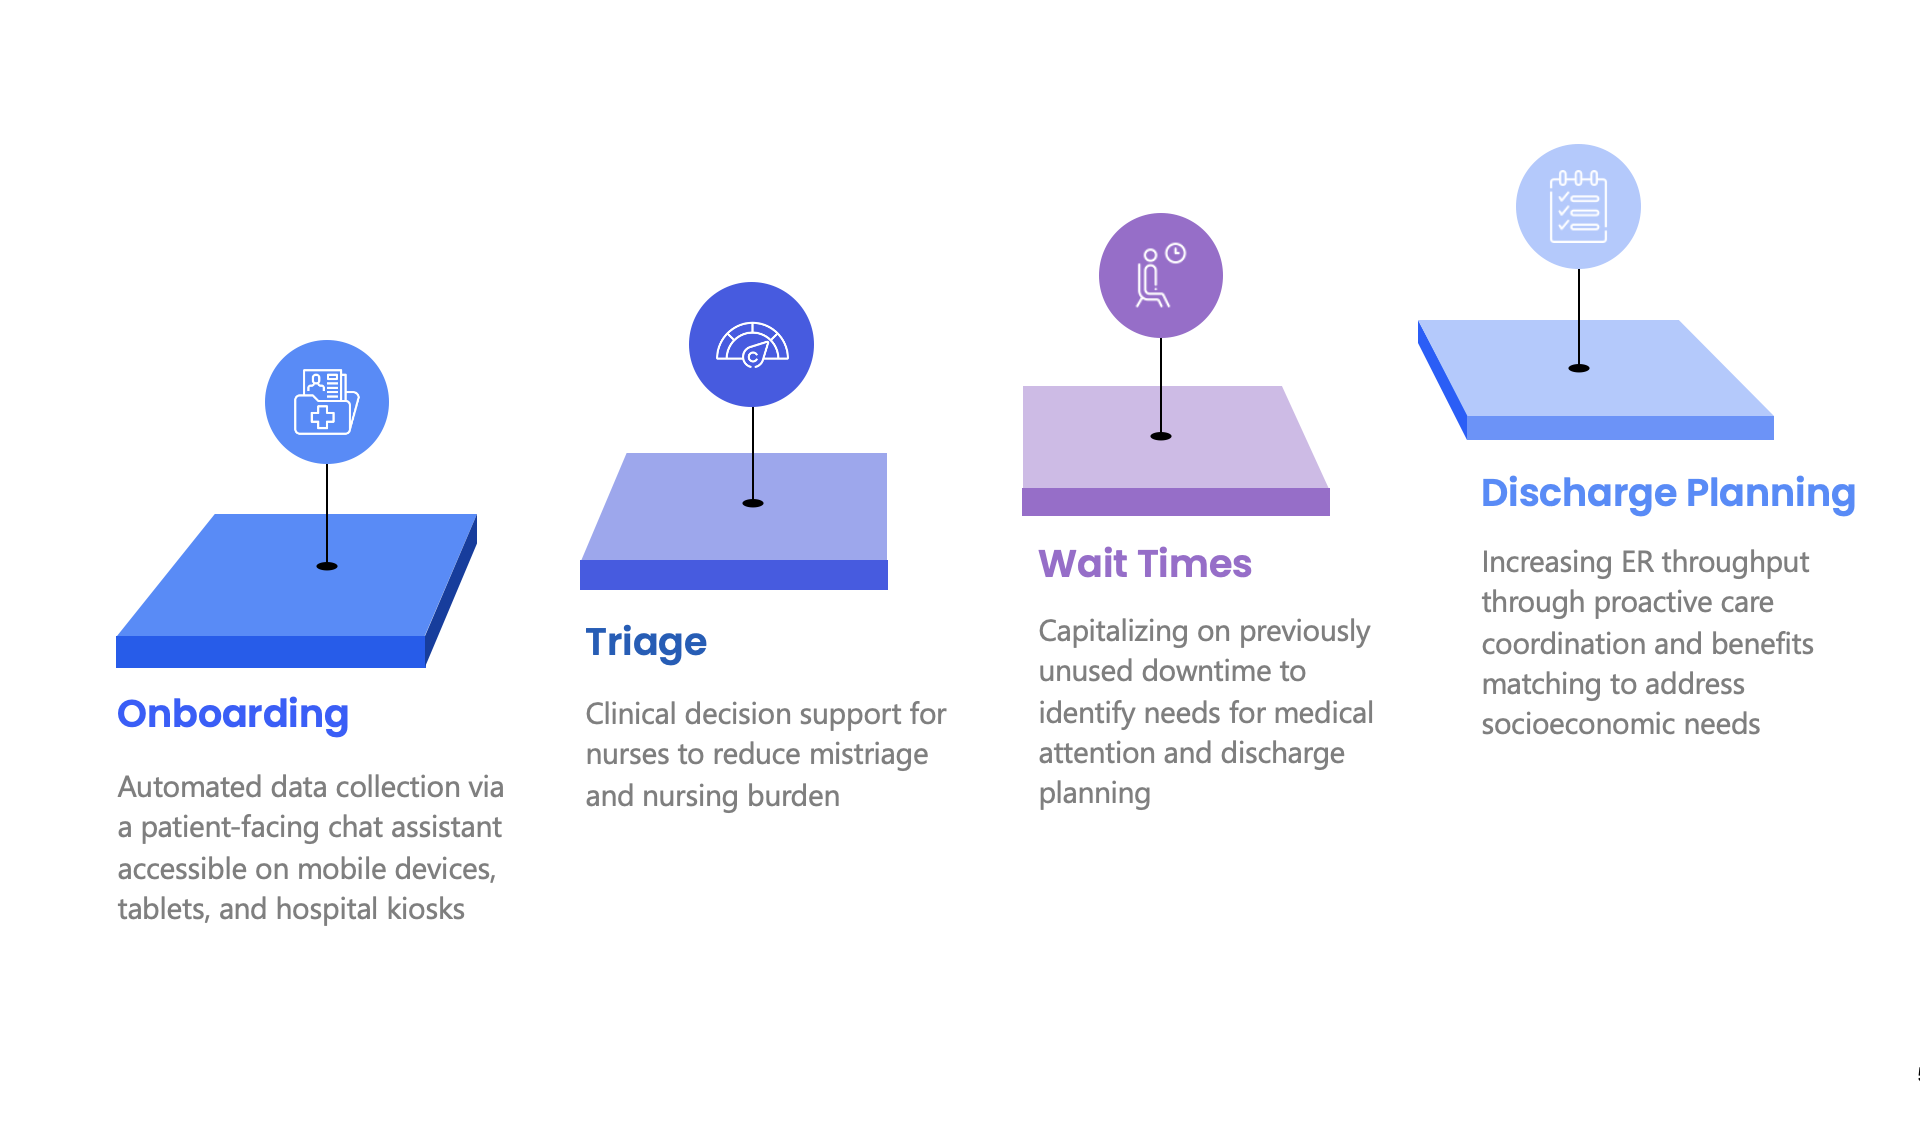 Onboarding
Automated data collection via
a patient-facing chat assistant
accessible on mobile devices,
tablets, and hospital kiosks
Triage
Clinical decision support for
nurses to reduce mistriage
and nursing burden
Wait Times
Capitalizing on previously
unused downtime to
identify needs for medical
attention and discharge
planning
Discharge Planning
Increasing ER throughput
through proactive care
coordination and benefits
matching to address
socioeconomic needs